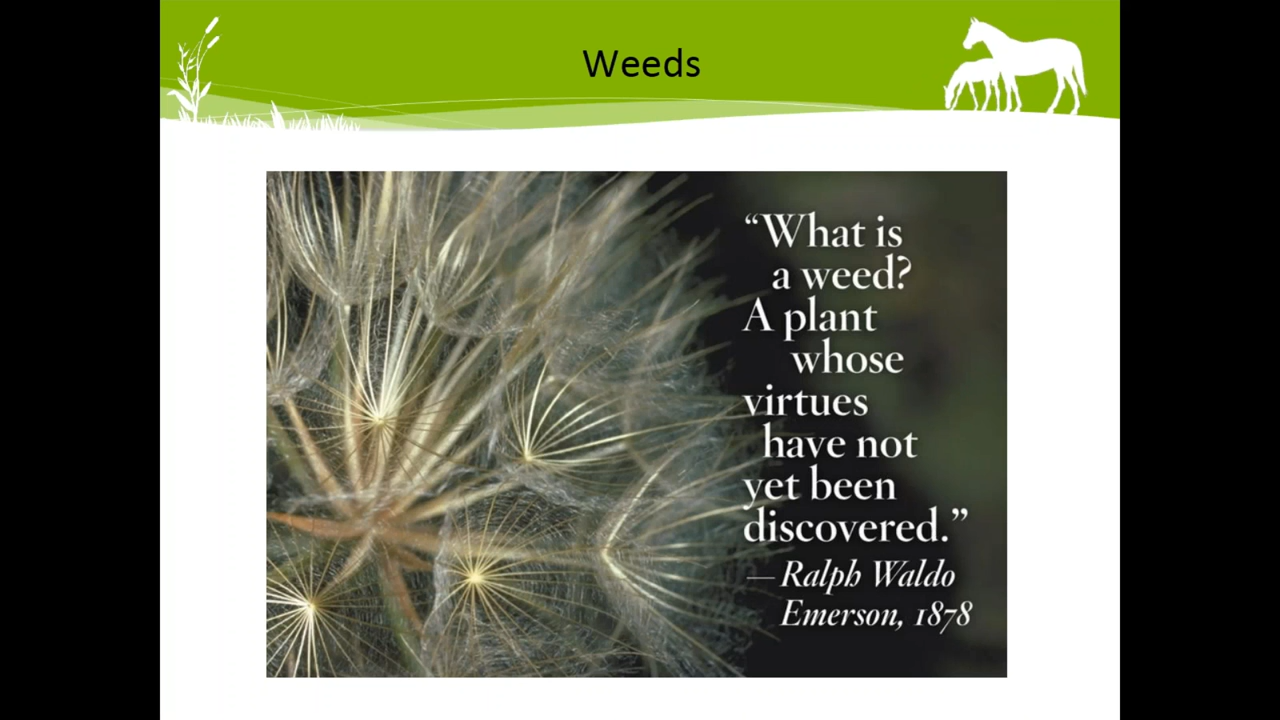 Weeds
“What is
a weed?
A plant
whose
virtues
have not
yet been
discovered.”
— Ralph Waldo
Emerson, 1878